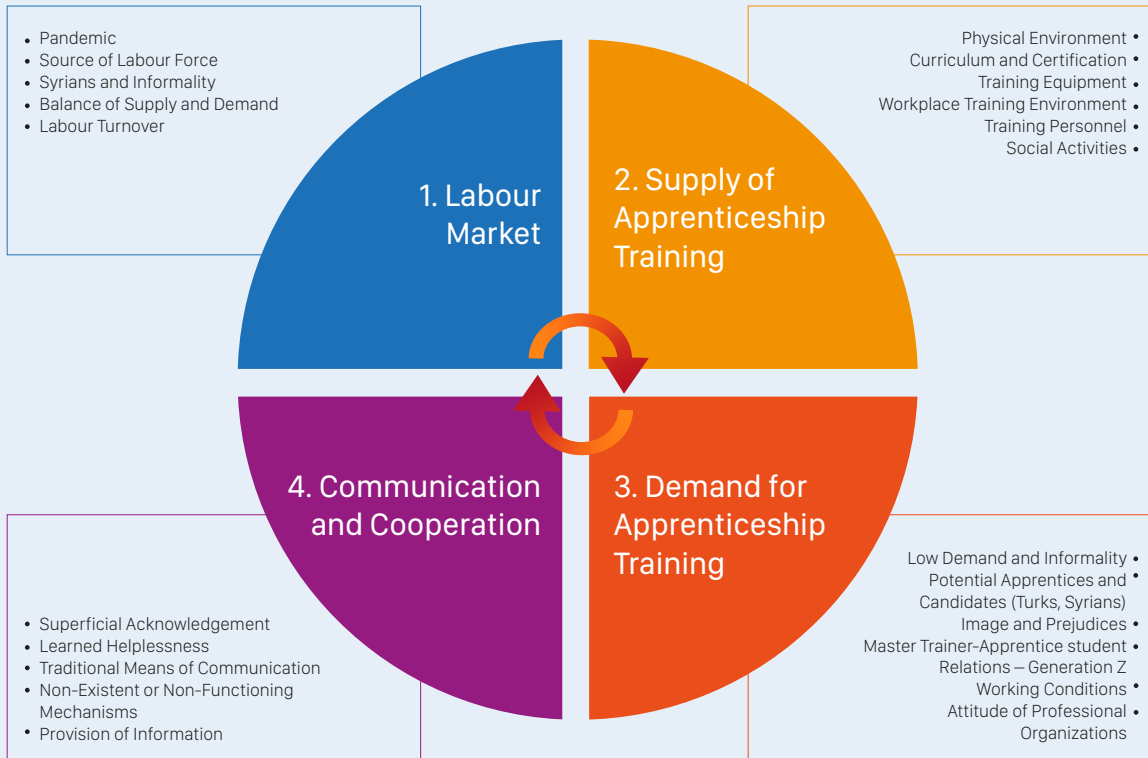 • Pandemic
• Source of Labour Force
• Syrians and Informality
• Balance of Supply and Demand
• Labour Turnover
1. Labour
Market
Physical Environment •
Curriculum and Certification •
Training Equipment •
Workplace Training Environment •
Training Personnel •
Social Activities •
2. Supply of
Apprenticeship
Training
3. Demand for
Apprenticeship
Training
Low Demand and Informality •
Potential Apprentices and •
Candidates (Turks, Syrians)
Image and Prejudices •
Master Trainer-Apprentice student •
Relations – Generation Z
Working Conditions •
Attitude of Professional •
Organizations
4. Communication
and Cooperation
• Superficial Acknowledgement
• Learned Helplessness
• Traditional Means of Communication
• Non-Existent or Non-Functioning
Mechanisms
• Provision of Information